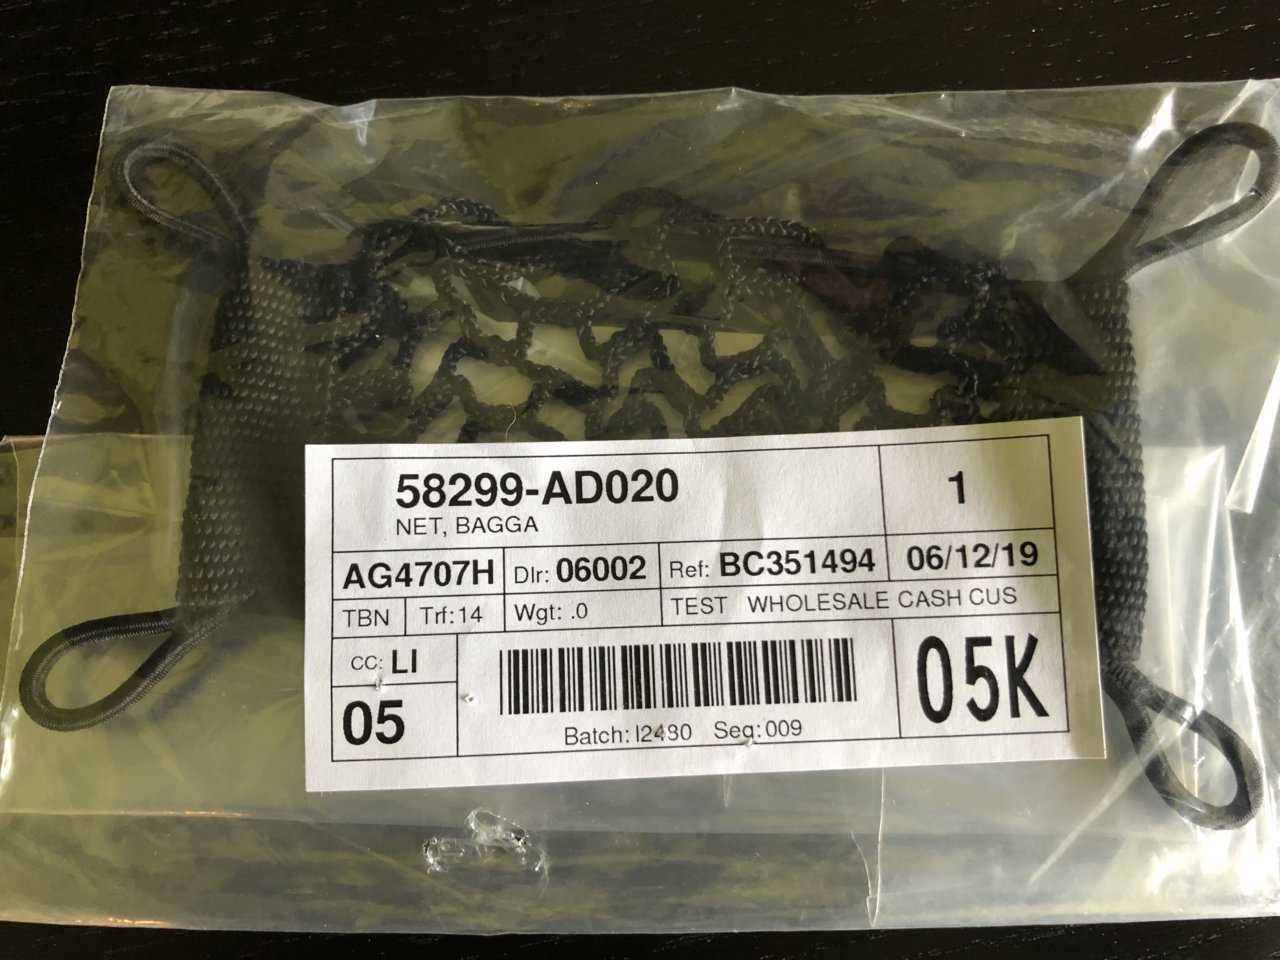 58299-AD020 1
NET, BAGGA
AG4707H Dlr: 06002 Ref: BC351494 06/12/19
TBN Trf: 14 Wgt: .0 TEST WHOLESALE CASH CUS
CC: LI
05 05K
Batch: I2480 Seq: 009